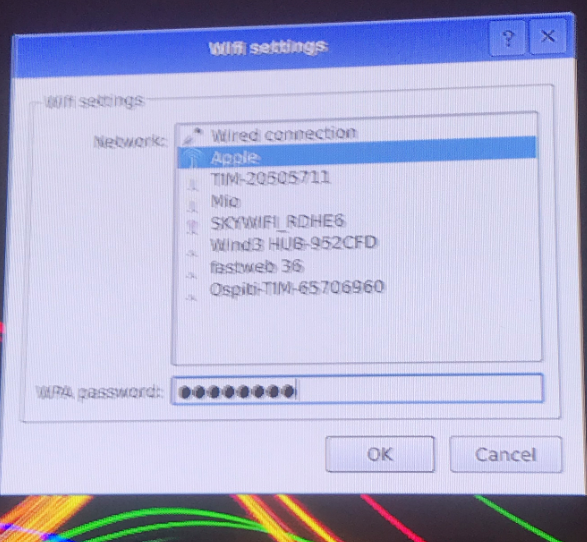 Wifi settings
Wifi settings
Network:
Wired connection
Apple
TIM-20505711
Mio
SKYWIFI_RDHE6
Wind3 HUB-952CFD
fastweb 36
Ospiti-TIM-65706960
WPA password:
OK
Cancel